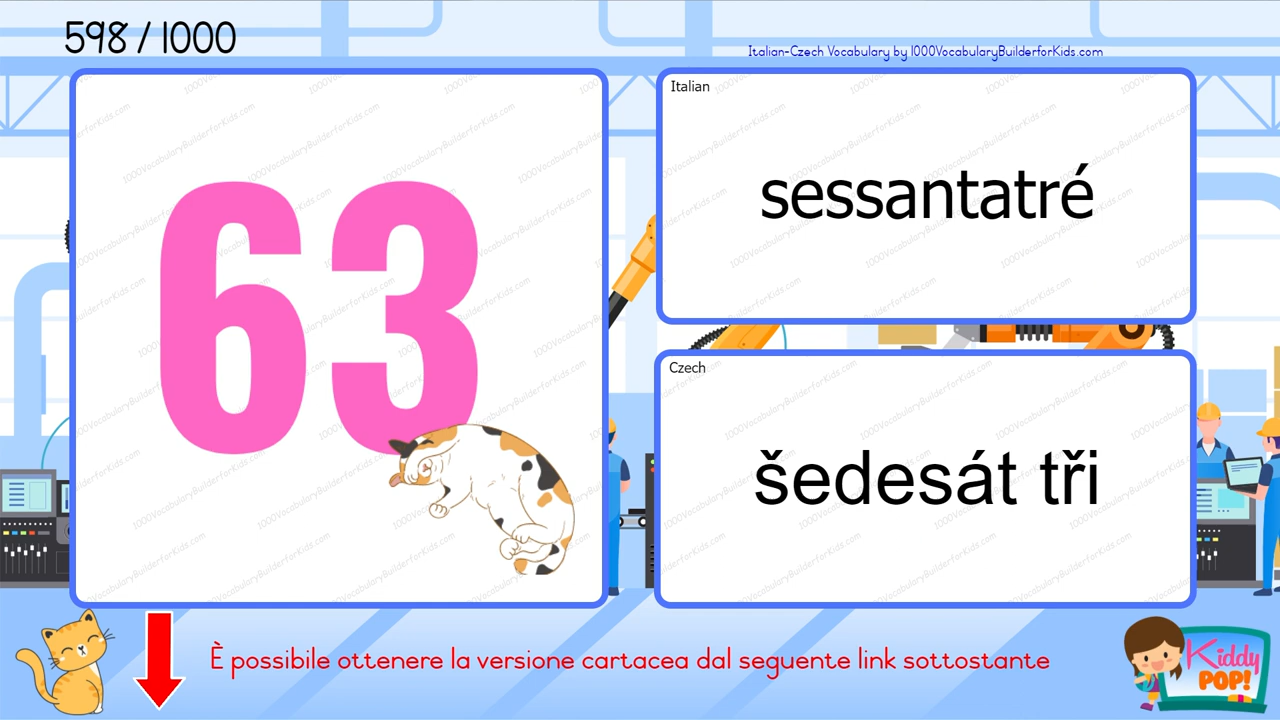 598 / 1000
Italian-Czech Vocabulary by 1000VocabularyBuilderforKids.com
63
Italian
sessantatré
Czech
šedesát tři
È possibile ottenere la versione cartacea dal seguente link sottostante
Kiddy
POP!